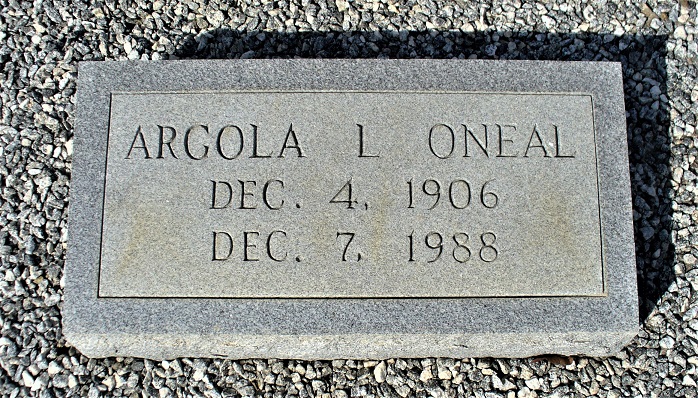 ARGOLA L ONEAL
DEC. 4, 1906
DEC. 7, 1988